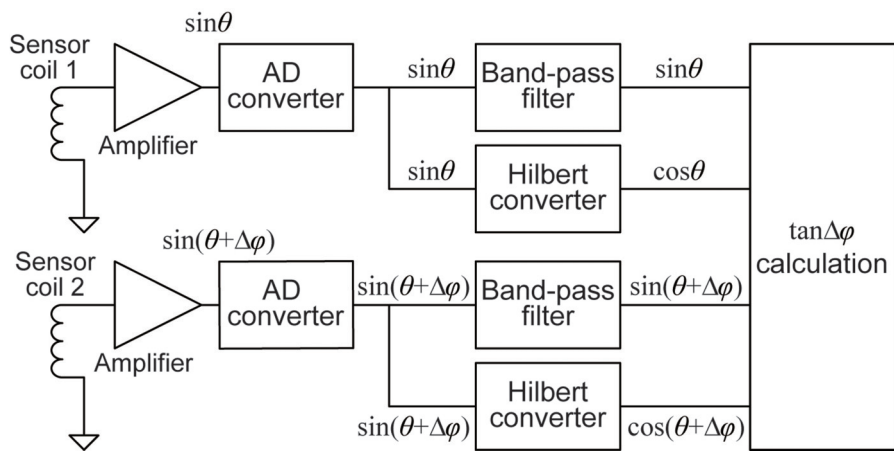 Sensor
coil 1
sinθ
Amplifier
AD
converter
sinθ
Band-pass
filter
sinθ
sinθ
Hilbert
converter
cosθ
Sensor
coil 2
sin(θ+Δφ)
Amplifier
AD
converter
sin(θ+Δφ)
Band-pass
filter
sin(θ+Δφ)
sin(θ+Δφ)
Hilbert
converter
cos(θ+Δφ)
tanΔφ
calculation